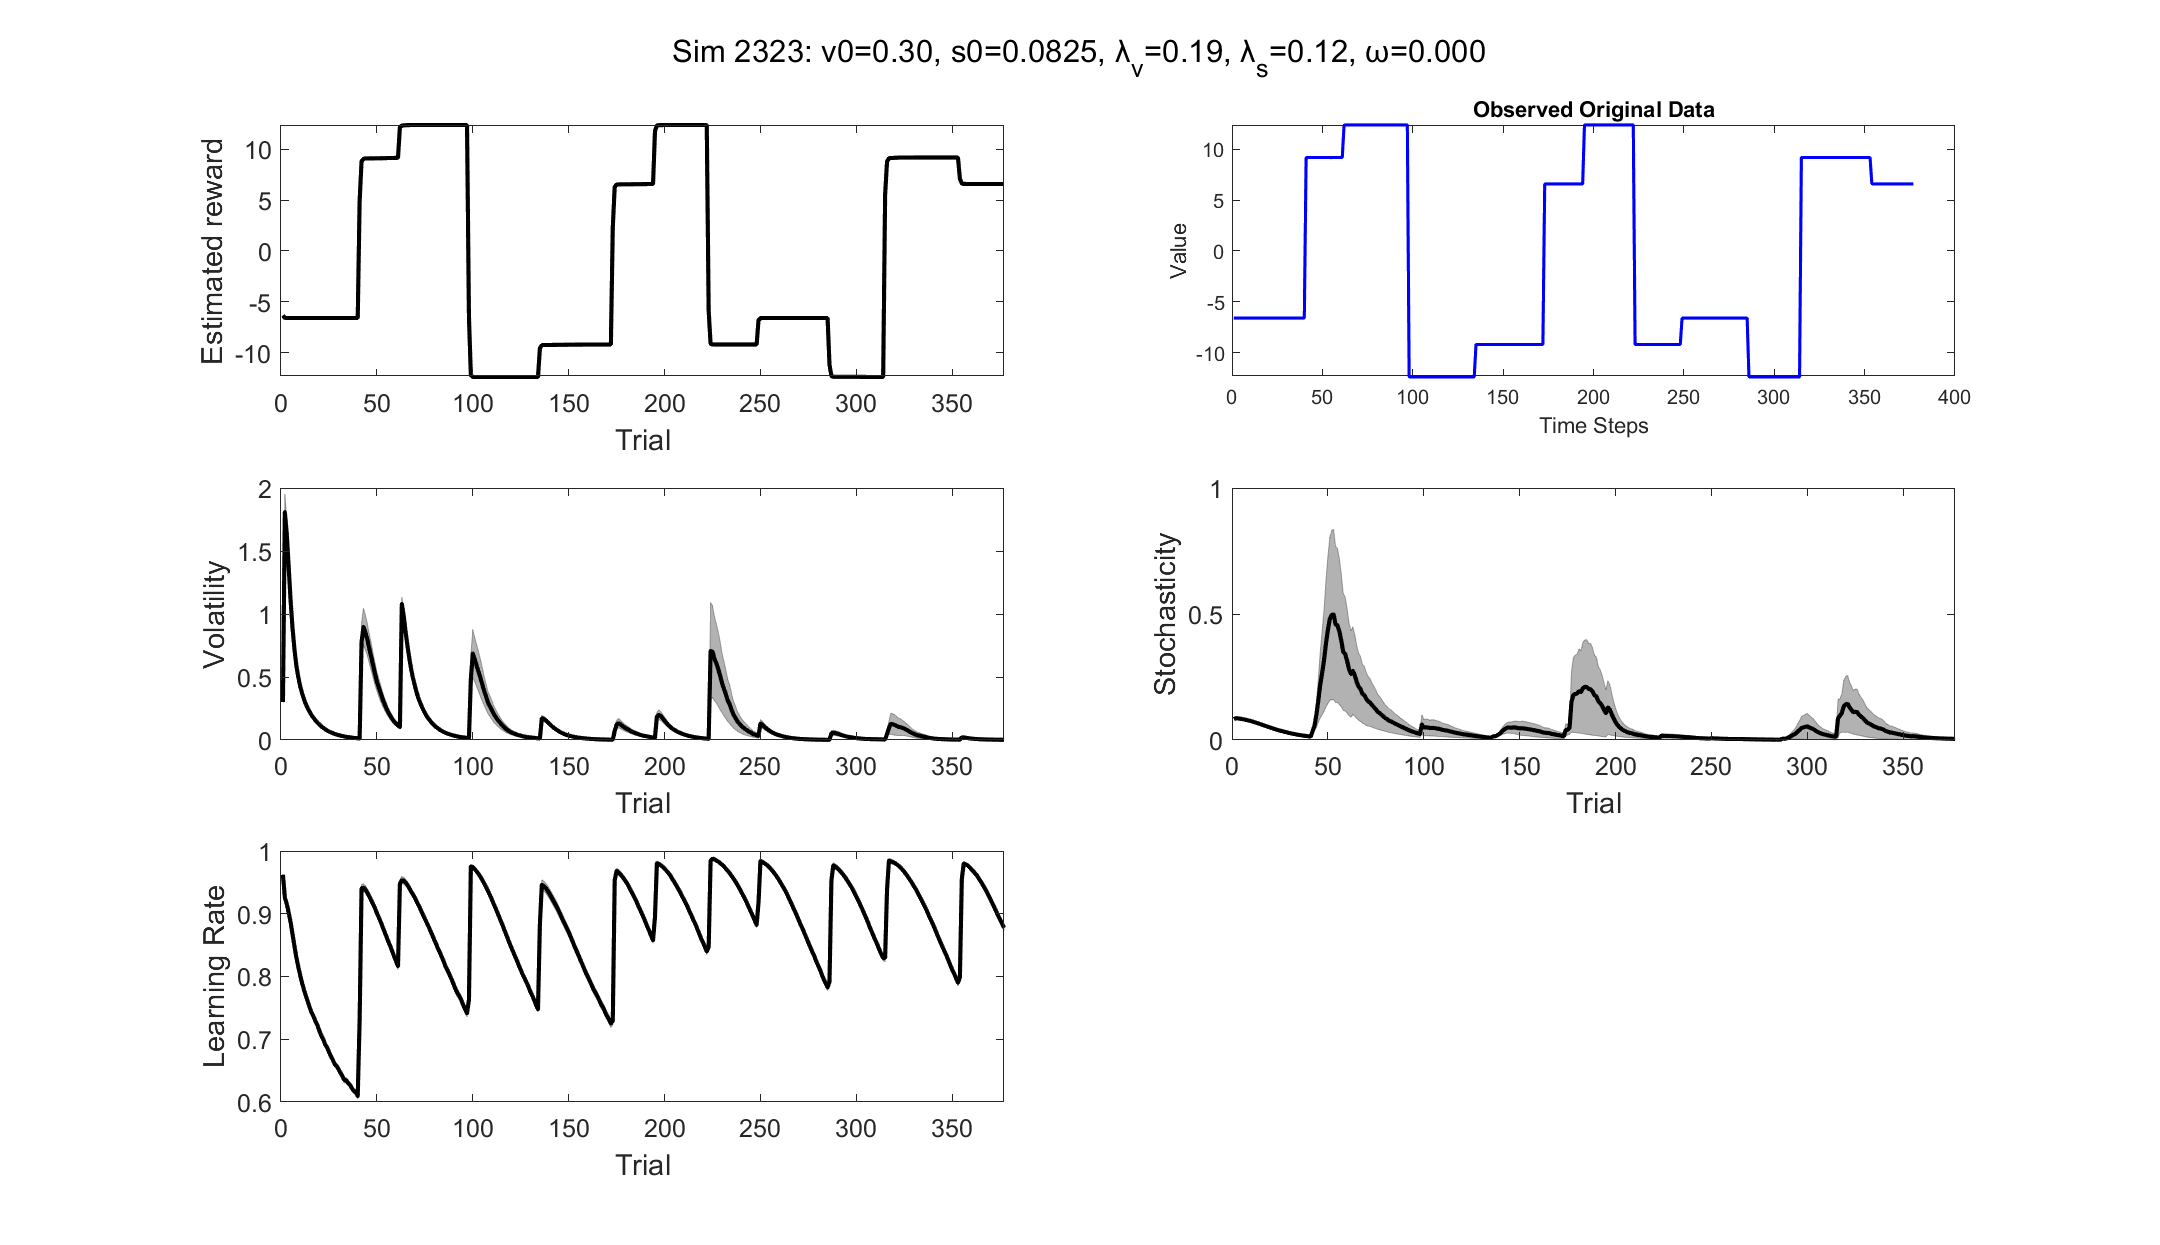 Sim 2323: v0=0.30, s0=0.0825, λ_v=0.19, λ_s=0.12, ω=0.000
Estimated reward
10
5
0
-5
-10
0 50 100 150 200 250 300 350
Trial
Observed Original Data
Value
10
5
0
-5
-10
0 50 100 150 200 250 300 350 400
Time Steps
Volatility
2
1.5
1
0.5
0
0 50 100 150 200 250 300 350
Trial
Stochasticity
1
0.5
0
0 50 100 150 200 250 300 350
Trial
Learning Rate
1
0.9
0.8
0.7
0.6
0 50 100 150 200 250 300 350
Trial